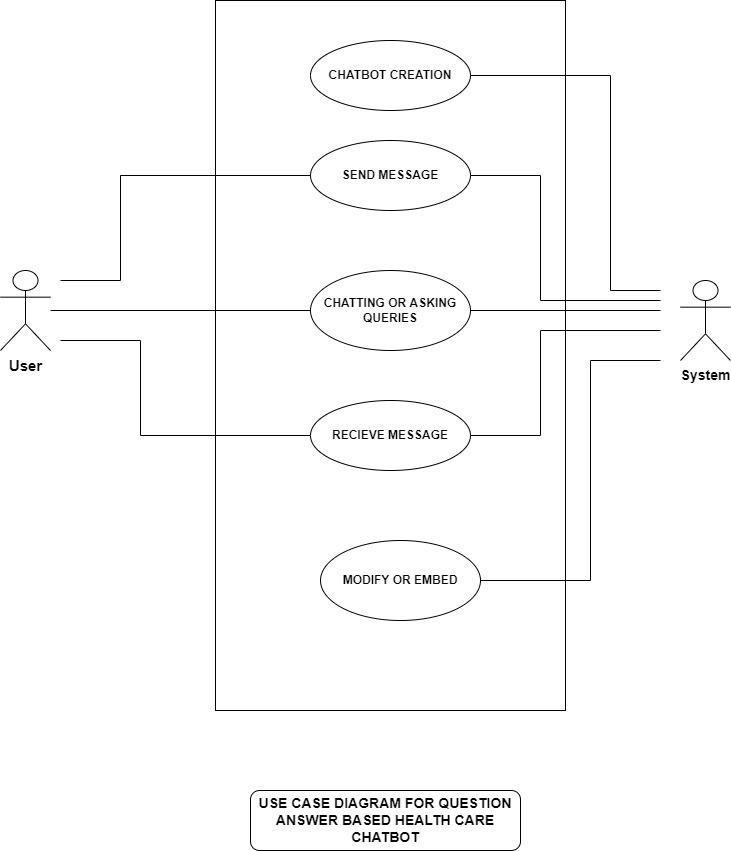 CHATBOT CREATION
SEND MESSAGE
CHATTING OR ASKING
QUERIES
User
System
RECIEVE MESSAGE
MODIFY OR EMBED
USE CASE DIAGRAM FOR QUESTION
ANSWER BASED HEALTH CARE
CHATBOT